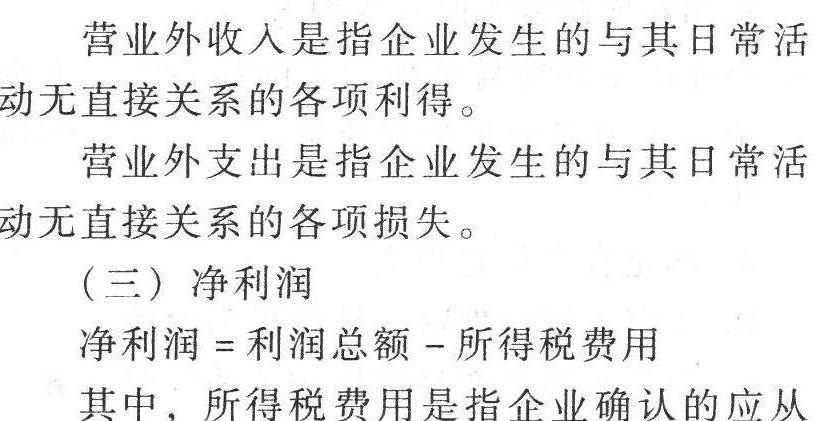 营业外收入是指企业发生的与其日常活
动无直接关系的各项利得。
营业外支出是指企业发生的与其日常活
动无直接关系的各项损失。
(三) 净利润
净利润=利润总额-所得税费用
其中，所得税费用是指企业确认的应从